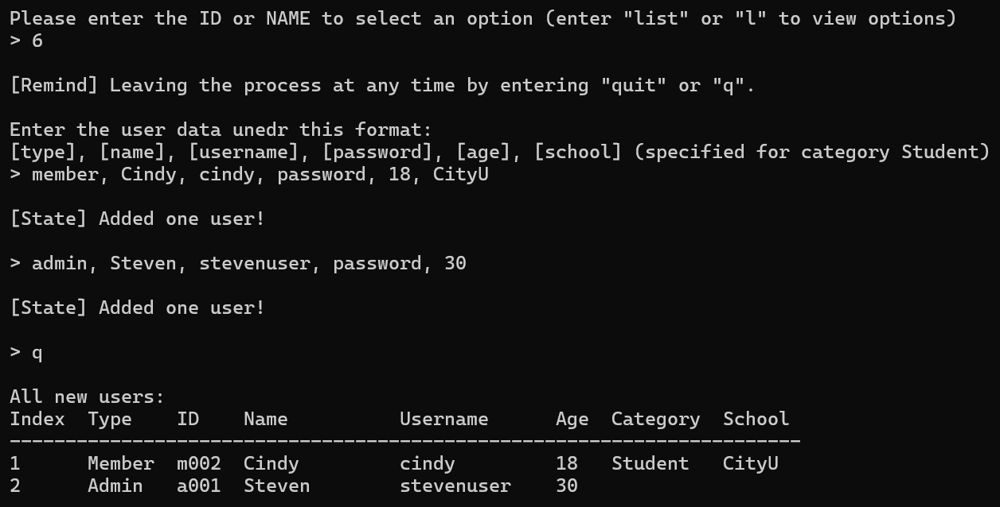 Please enter the ID or NAME to select an option (enter "list" or "l" to view options)
> 6
[Remind] Leaving the process at any time by entering "quit" or "q".
Enter the user data unedr this format:
[type], [name], [username], [password], [age], [school] (specified for category Student)
> member, Cindy, cindy, password, 18, CityU
[State] Added one user!
> admin, Steven, stevenuser, password, 30
[State] Added one user!
> q
All new users:
Index  Type    ID    Name          Username      Age  Category  School
-----------------------------------------------------------------------
1      Member  m002  Cindy         cindy         18   Student   CityU
2      Admin   a001  Steven        stevenuser    30